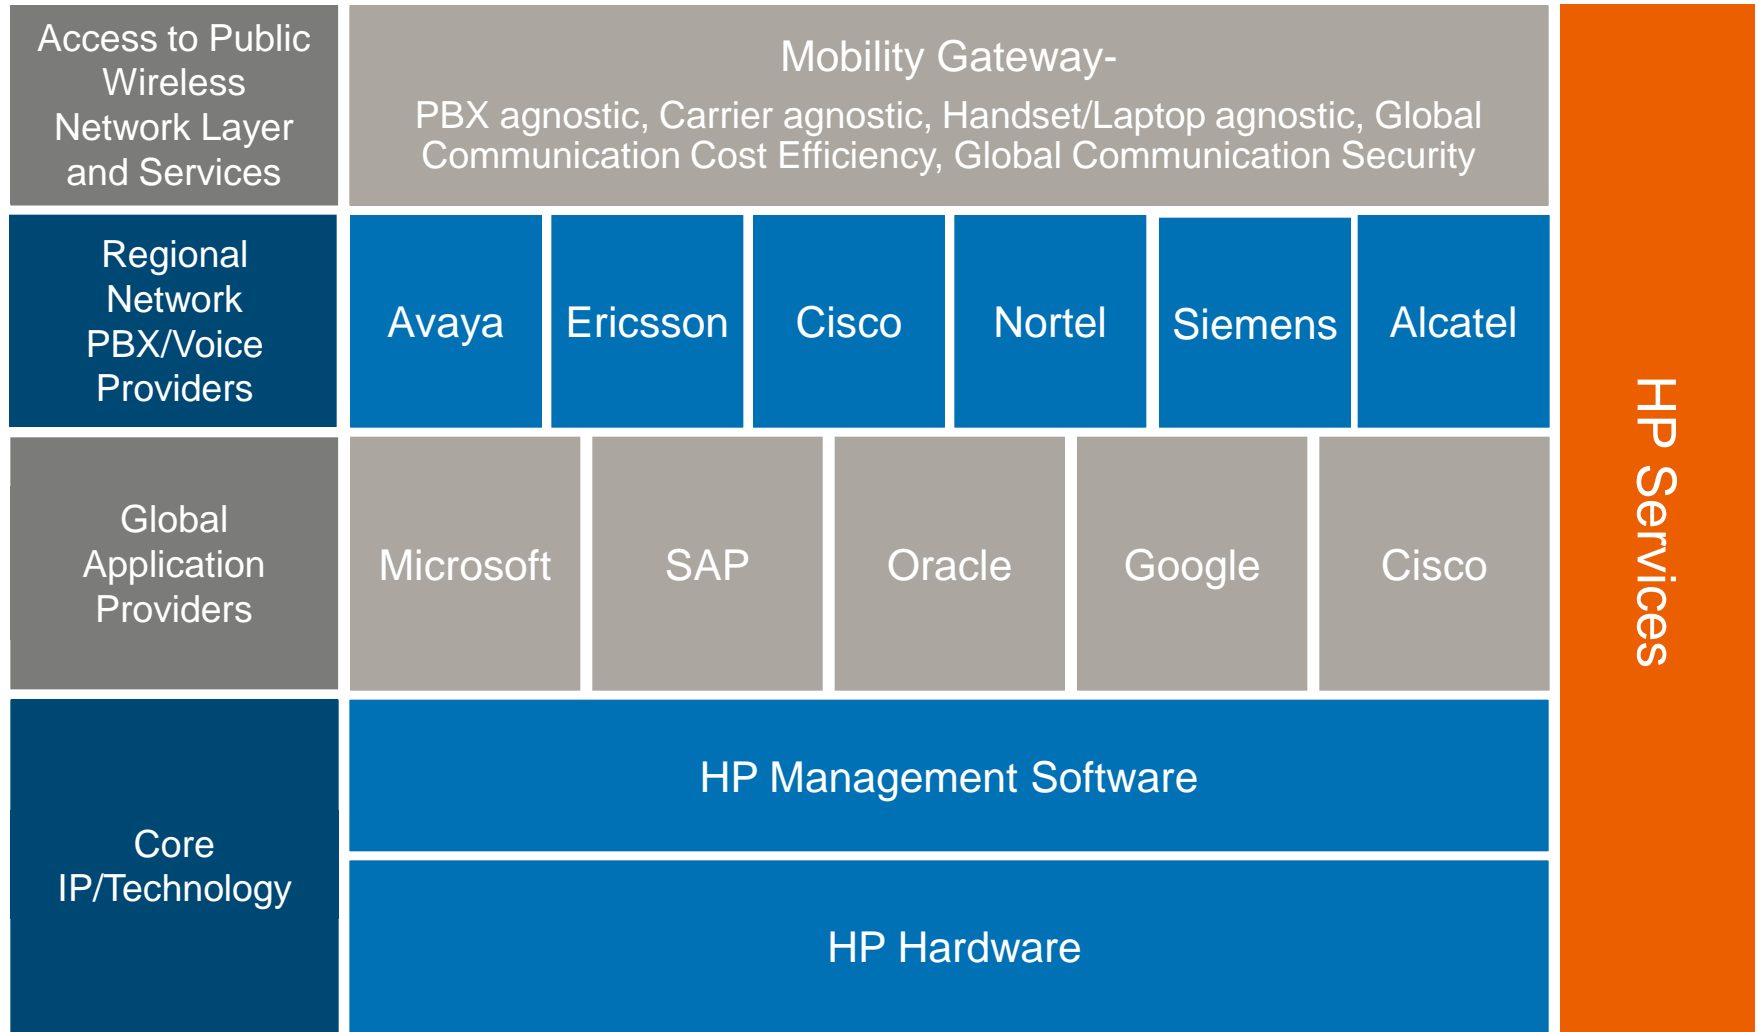 Access to Public
Wireless
Network Layer
and Services
Mobility Gateway-
PBX agnostic, Carrier agnostic, Handset/Laptop agnostic, Global
Communication Cost Efficiency, Global Communication Security
Regional
Network
PBX/Voice
Providers
Avaya
Ericsson
Cisco
Nortel
Siemens
Alcatel
Global
Application
Providers
Microsoft
SAP
Oracle
Google
Cisco
Core
IP/Technology
HP Management Software
HP Hardware
HP Services